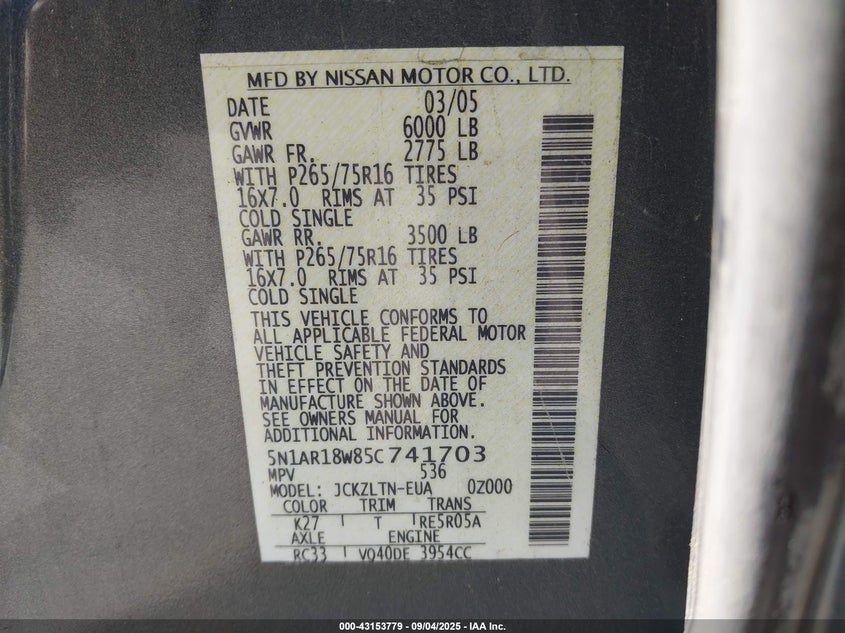 MFD BY NISSAN MOTOR CO., LTD.
DATE 03/05
GVWR 6000 LB
GAWR FR. 2775 LB
WITH P265/75R16 TIRES
16X7.0 RIMS AT 35 PSI
COLD SINGLE
GAWR RR. 3500 LB
WITH P265/75R16 TIRES
16X7.0 RIMS AT 35 PSI
COLD SINGLE
THIS VEHICLE CONFORMS TO
ALL APPLICABLE FEDERAL MOTOR
VEHICLE SAFETY AND
THEFT PREVENTION STANDARDS
IN EFFECT ON THE DATE OF
MANUFACTURE SHOWN ABOVE.
SEE OWNERS MANUAL FOR
ADDITIONAL INFORMATION.
5N1AR18W85C741703
MPV 536
MODEL: JCKZLTN-EUA 0Z000
COLOR TRIM TRANS
K27 T RE5R05A
AXLE ENGINE
RC33 VQ40DE 3954CC
000-43153779 - 09/04/2025 - IAA Inc.